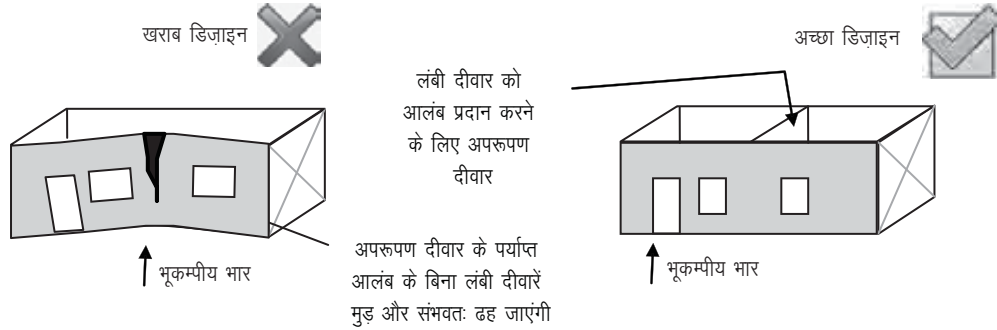 खराब डिज़ाइन
अच्छा डिज़ाइन
लंबी दीवार को
आलंब प्रदान करने
के लिए अपरूपण
दीवार
अपरूपण दीवार के पर्याप्त
आलंब के बिना लंबी दीवारें
मुड़ और संभवतः ढह जाएंगी
भूकम्पीय भार
भूकम्पीय भार